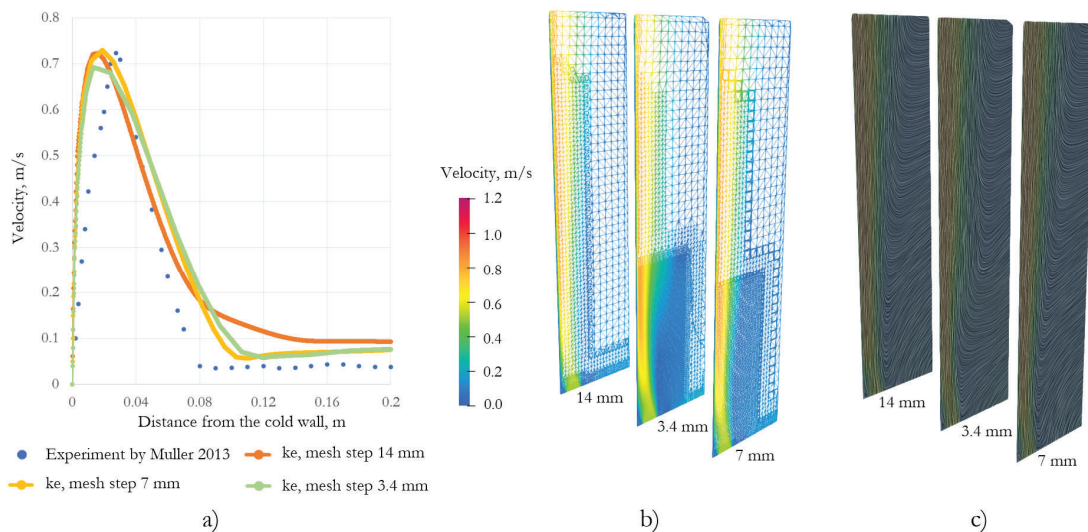 0.8
0.7
0.6
0.5
0.4
0.3
0.2
0.1
0
Velocity, m/s
0 0.04 0.08 0.12 0.16 0.2
Distance from the cold wall, m
Experiment by Muller 2013
ke, mesh step 14 mm
ke, mesh step 7 mm
ke, mesh step 3.4 mm
a)
Velocity, m/s
1.2
1.0
0.8
0.6
0.4
0.2
0.0
14 mm
3.4 mm
7 mm
b)
14 mm
3.4 mm
7 mm
c)